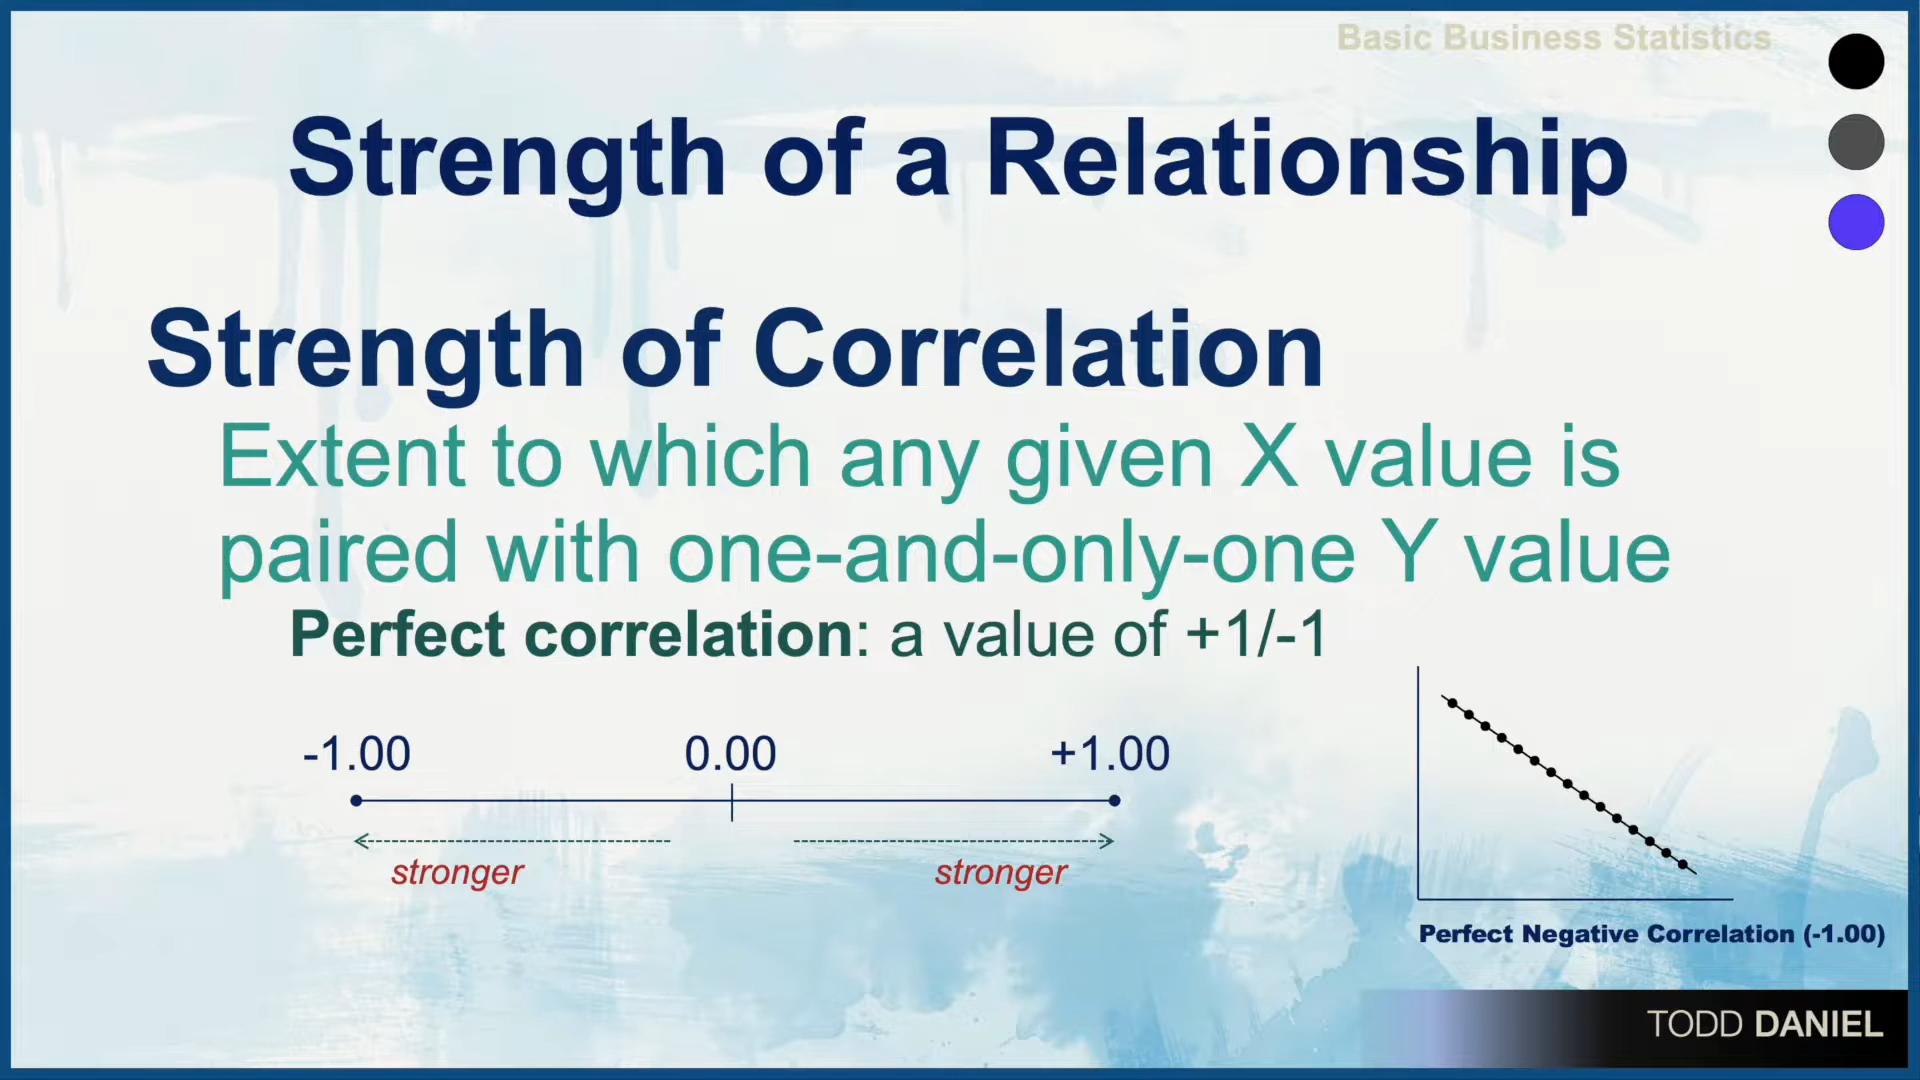 Basic Business Statistics
Strength of a Relationship
Strength of Correlation
Extent to which any given X value is
paired with one-and-only-one Y value
Perfect correlation: a value of +1/-1
-1.00 0.00 +1.00
stronger stronger
Perfect Negative Correlation (-1.00)
TODD DANIEL